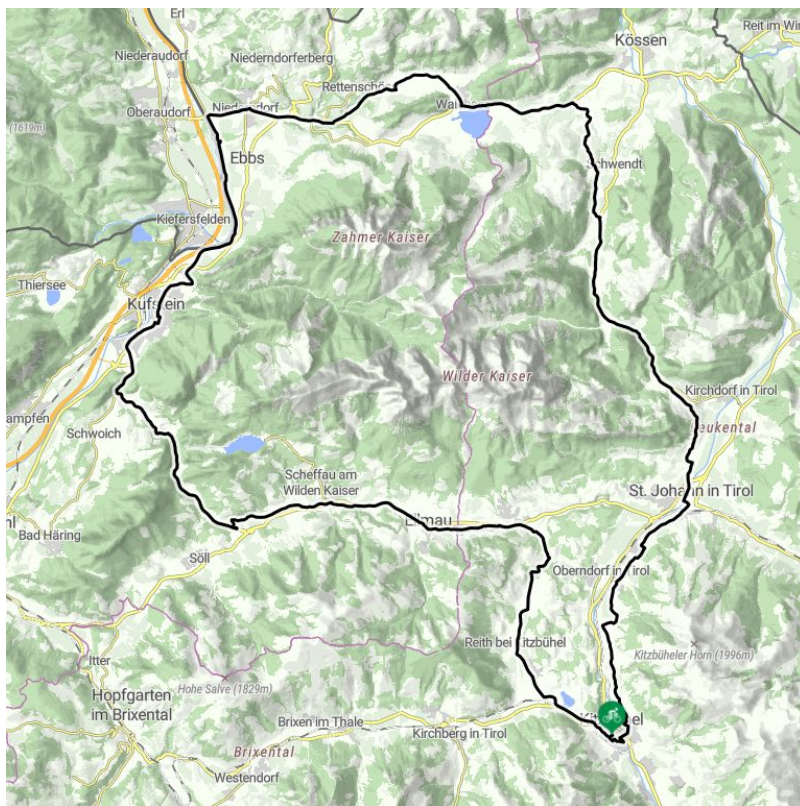 Erl
Reit im Win
Niederaudorf
Niederndorferberg
Kössen
Rettenschös
Oberaudorf
(1619m)
Ebbs
Schwendt
Kiefersfelden
Zahmer Kaiser
Thiersee
Kufstein
Wilder Kaiser
Kirchdorf in Tirol
ampfen
eukental
Schwoich
Scheffau am
Wilden Kaiser
St. Johann in Tirol
Ellmau
Bad Häring
Söll
Oberndorf in Tirol
Reith bei Kitzbühel
Kitzbüheler Horn (1996m)
Itter
Hohe Salve (1829m)
Hopfgarten
im Brixental
Brixen im Thale
Kirchberg in Tirol
Brixental
Westendorf